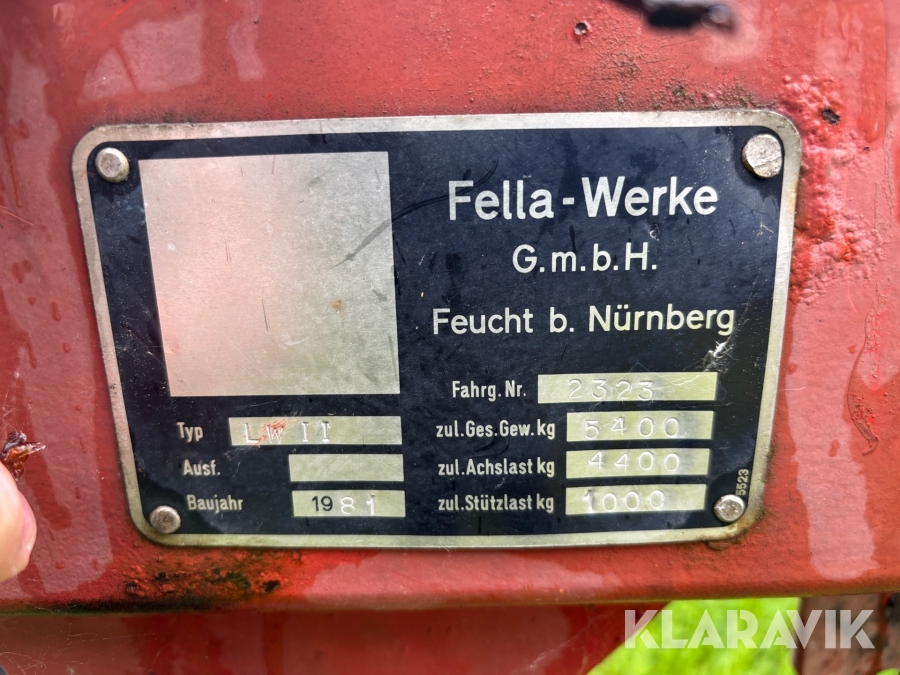 Fella-Werke
G.m.b.H.
Feucht b. Nürnberg
Fahrg. Nr. 2323
Typ LW II
zul.Ges.Gew.kg 5400
Ausf.
zul.Achslast kg 4400
Baujahr 1981
zul.Stützlast kg 1000
5523
KLARAVIK